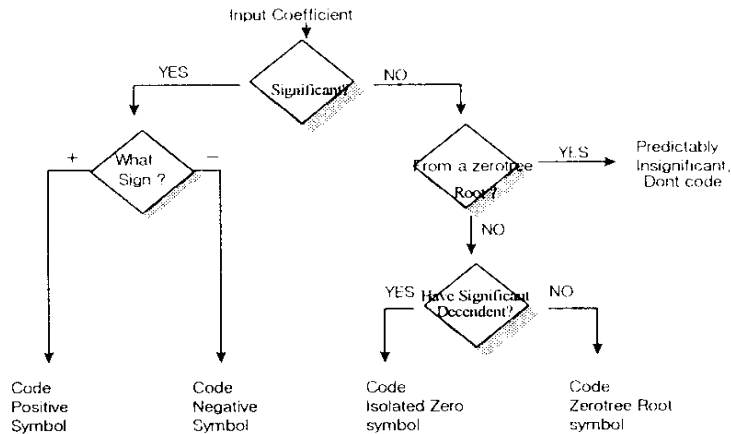 Input Coefficient
YES
Significant?
NO
+
What
Sign ?
−
From a zerotree
Root ?
YES
Predictably
Insignificant,
Dont code
NO
YES
Have Significant
Decendent?
NO
Code
Positive
Symbol
Code
Negative
Symbol
Code
Isolated Zero
symbol
Code
Zerotree Root
symbol